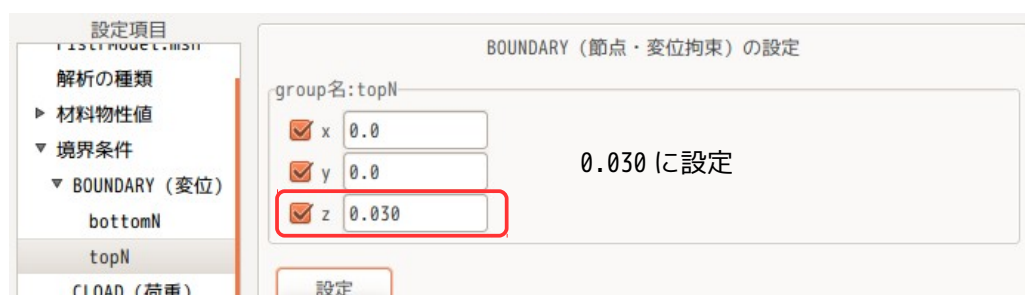 設定項目
FistrModel.msh
解析の種類
材料物性値
境界条件
BOUNDARY (変位)
bottomN
topN
CLOAD (荷重)
BOUNDARY (節点・変位拘束) の設定
group名:topN
x 0.0
y 0.0
z 0.030
0.030 に設定
設定